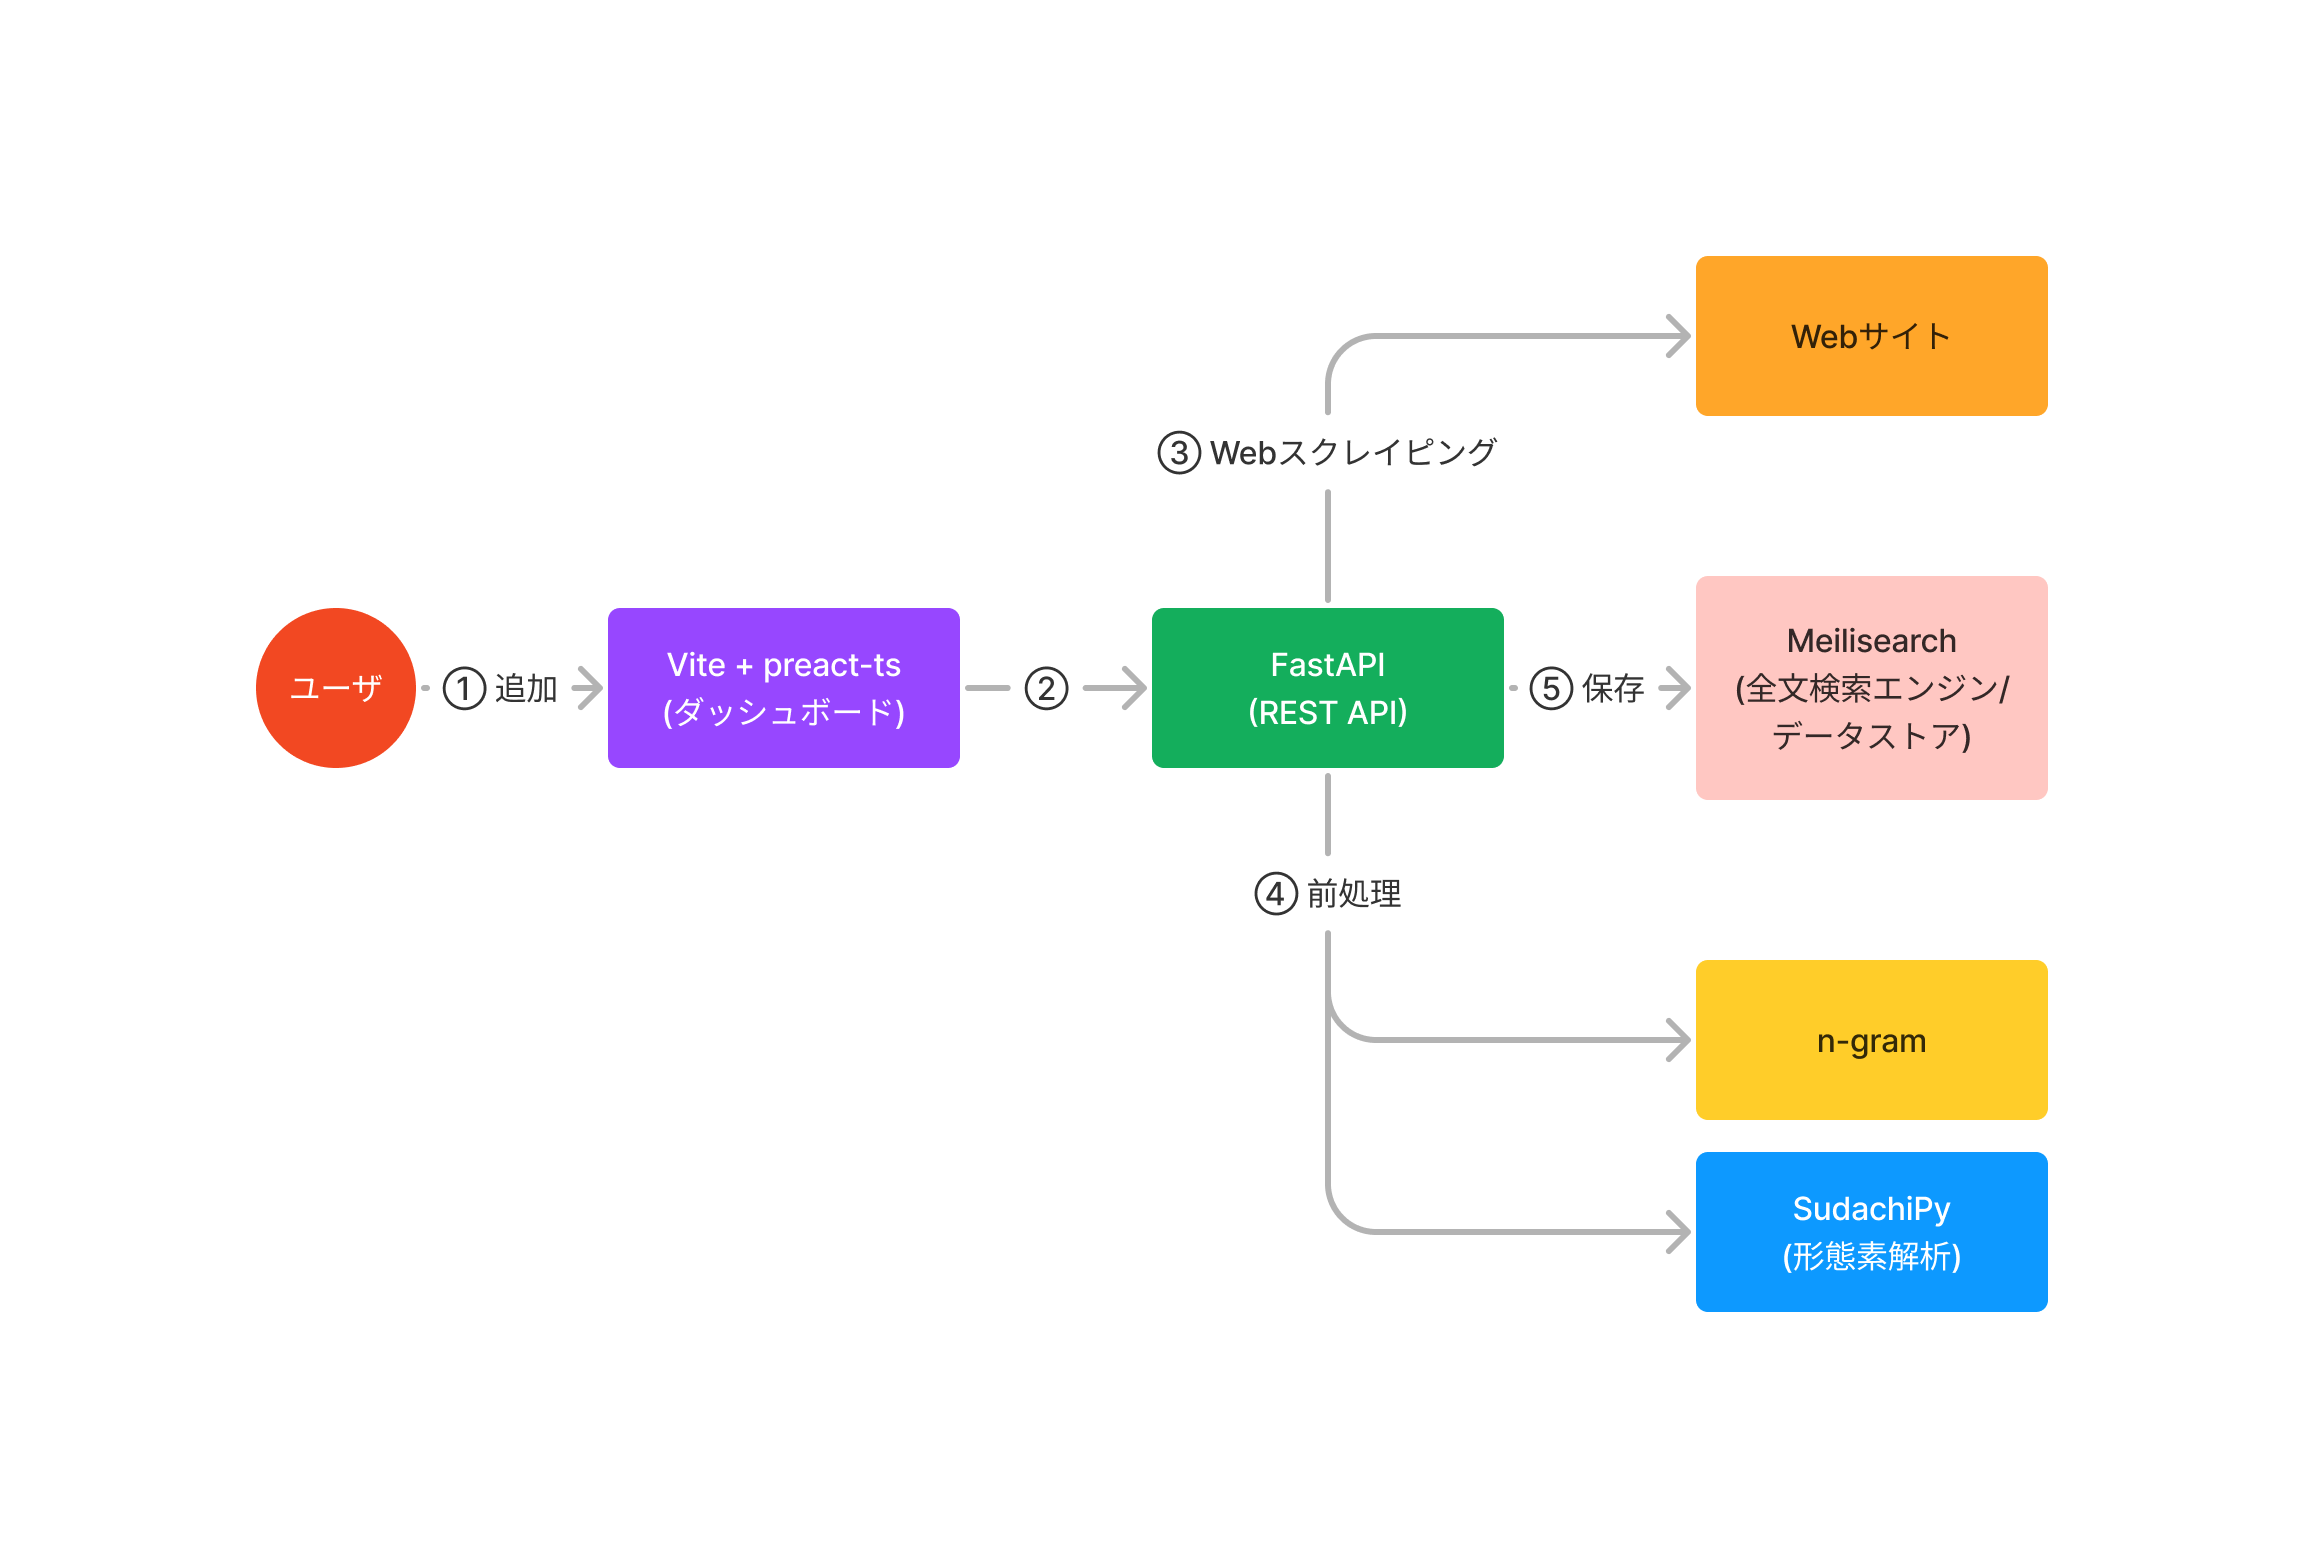 Webサイト
③ Webスクレイピング
ユーザ
① 追加
Vite + preact-ts
(ダッシュボード)
②
FastAPI
(REST API)
⑤ 保存
Meilisearch
(全文検索エンジン/
データストア)
④ 前処理
n-gram
SudachiPy
(形態素解析)